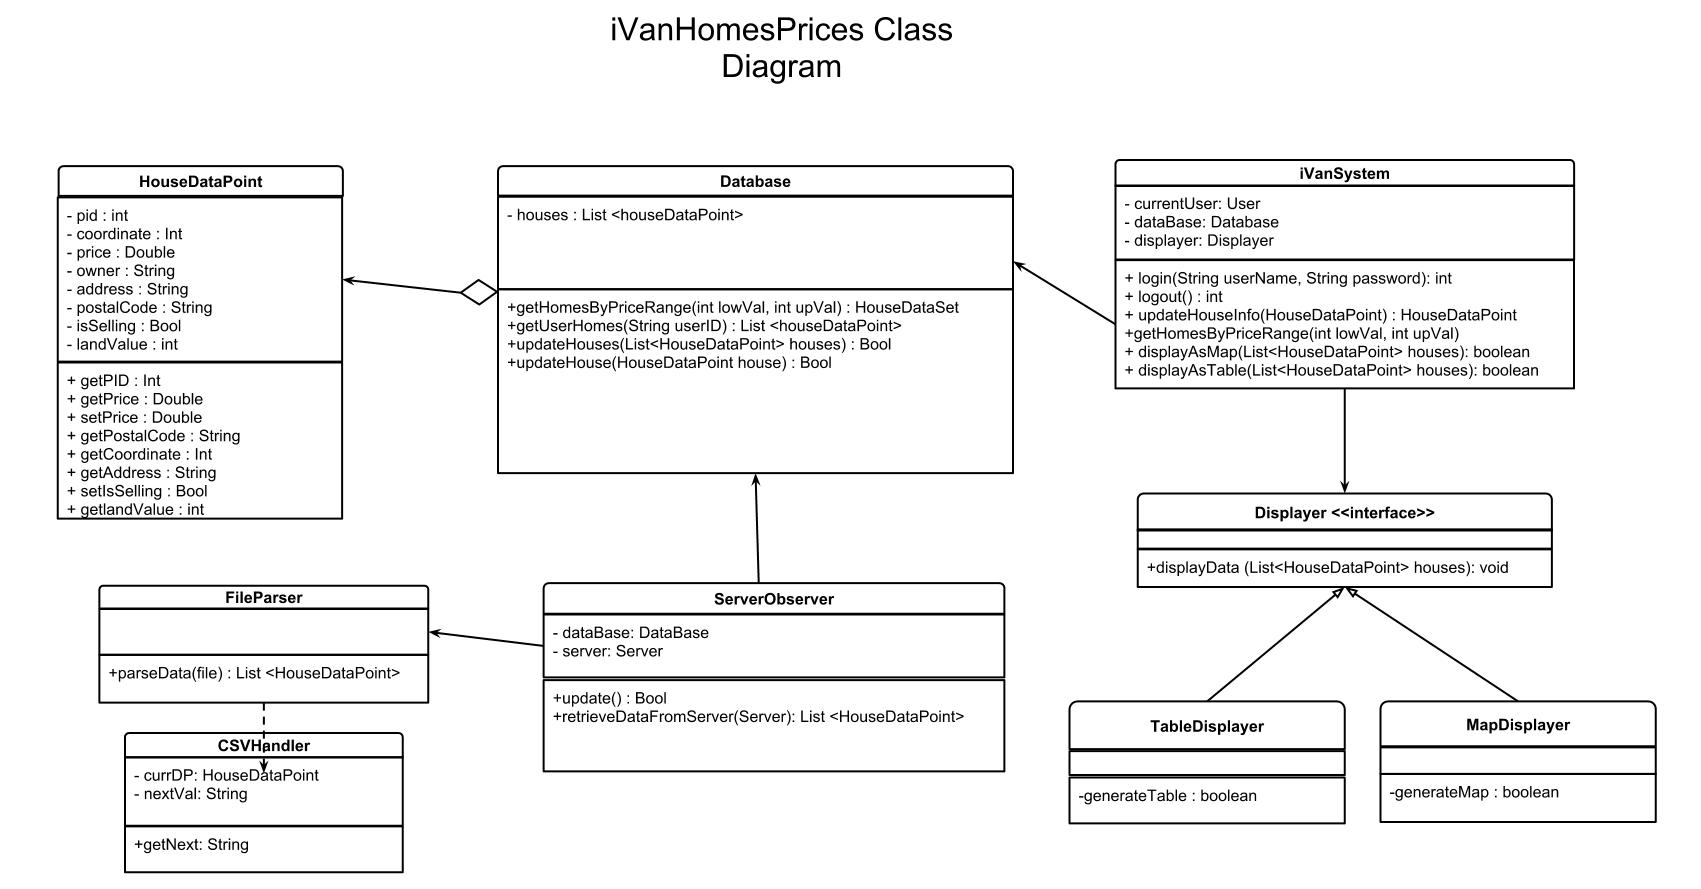 iVanHomesPrices Class
Diagram
HouseDataPoint
- pid : int
- coordinate : Int
- price : Double
- owner : String
- address : String
- postalCode : String
- isSelling : Bool
- landValue : int
+ getPID : Int
+ getPrice : Double
+ setPrice : Double
+ getPostalCode : String
+ getCoordinate : Int
+ getAddress : String
+ setIsSelling : Bool
+ getlandValue : int
Database
- houses : List <houseDataPoint>
+getHomesByPriceRange(int lowVal, int upVal) : HouseDataSet
+getUserHomes(String userID) : List <houseDataPoint>
+updateHouses(List<HouseDataPoint> houses) : Bool
+updateHouse(HouseDataPoint house) : Bool
iVanSystem
- currentUser: User
- dataBase: Database
- displayer: Displayer
+ login(String userName, String password): int
+ logout() : int
+ updateHouseInfo(HouseDataPoint) : HouseDataPoint
+getHomesByPriceRange(int lowVal, int upVal)
+ displayAsMap(List<HouseDataPoint> houses): boolean
+ displayAsTable(List<HouseDataPoint> houses): boolean
Displayer <<interface>>
+displayData (List<HouseDataPoint> houses): void
FileParser
+parseData(file) : List <HouseDataPoint>
ServerObserver
- dataBase: DataBase
- server: Server
+update() : Bool
+retrieveDataFromServer(Server): List <HouseDataPoint>
CSVHandler
- currDP: HouseDataPoint
- nextVal: String
+getNext: String
TableDisplayer
-generateTable : boolean
MapDisplayer
-generateMap : boolean